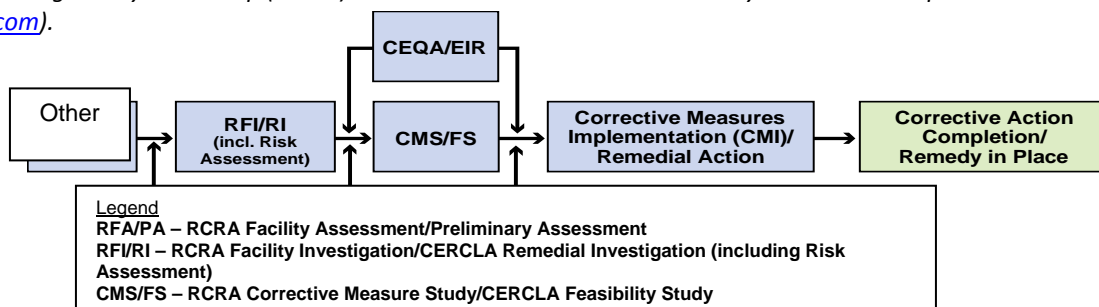 com).
CEQA/EIR
Other
RFI/RI
(incl. Risk
Assessment)
CMS/FS
Corrective Measures
Implementation (CMI)/
Remedial Action
Corrective Action
Completion/
Remedy in Place
Legend
RFA/PA – RCRA Facility Assessment/Preliminary Assessment
RFI/RI – RCRA Facility Investigation/CERCLA Remedial Investigation (including Risk
Assessment)
CMS/FS – RCRA Corrective Measure Study/CERCLA Feasibility Study